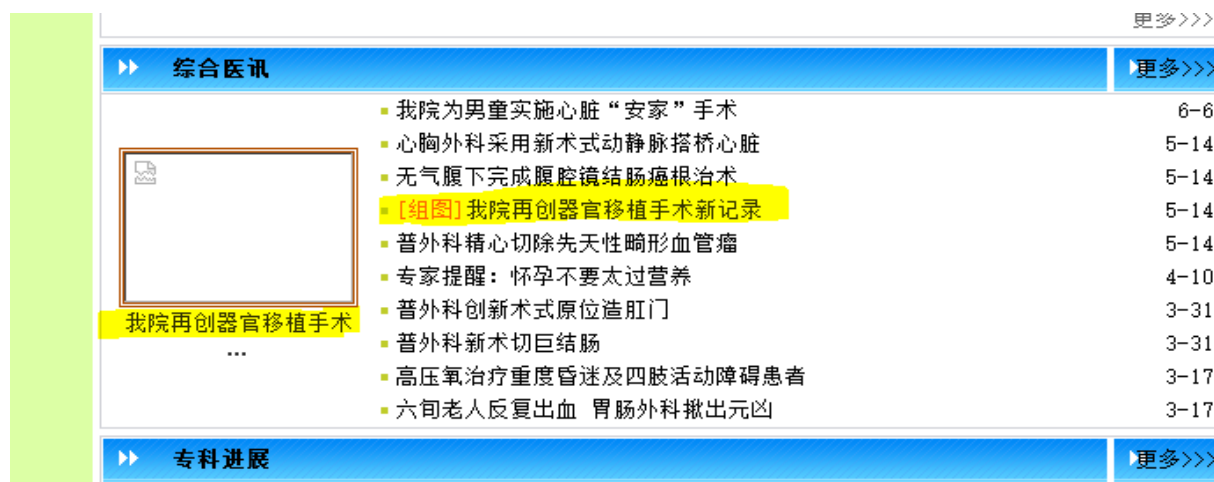 更多>>>
综合医讯
更多>>>
我院为男童实施心脏“安家”手术 6-6
心胸外科采用新术式动静脉搭桥心脏 5-14
无气腹下完成腹腔镜结肠癌根治术 5-14
[组图]我院再创器官移植手术新记录 5-14
普外科精心切除先天性畸形血管瘤 5-14
专家提醒：怀孕不要太过营养 4-10
普外科创新术式原位造肛门 3-31
普外科新术切巨结肠 3-31
高压氧治疗重度昏迷及四肢活动障碍患者 3-17
六旬老人反复出血 胃肠外科揪出元凶 3-17
我院再创器官移植手术
...
专科进展
更多>>>